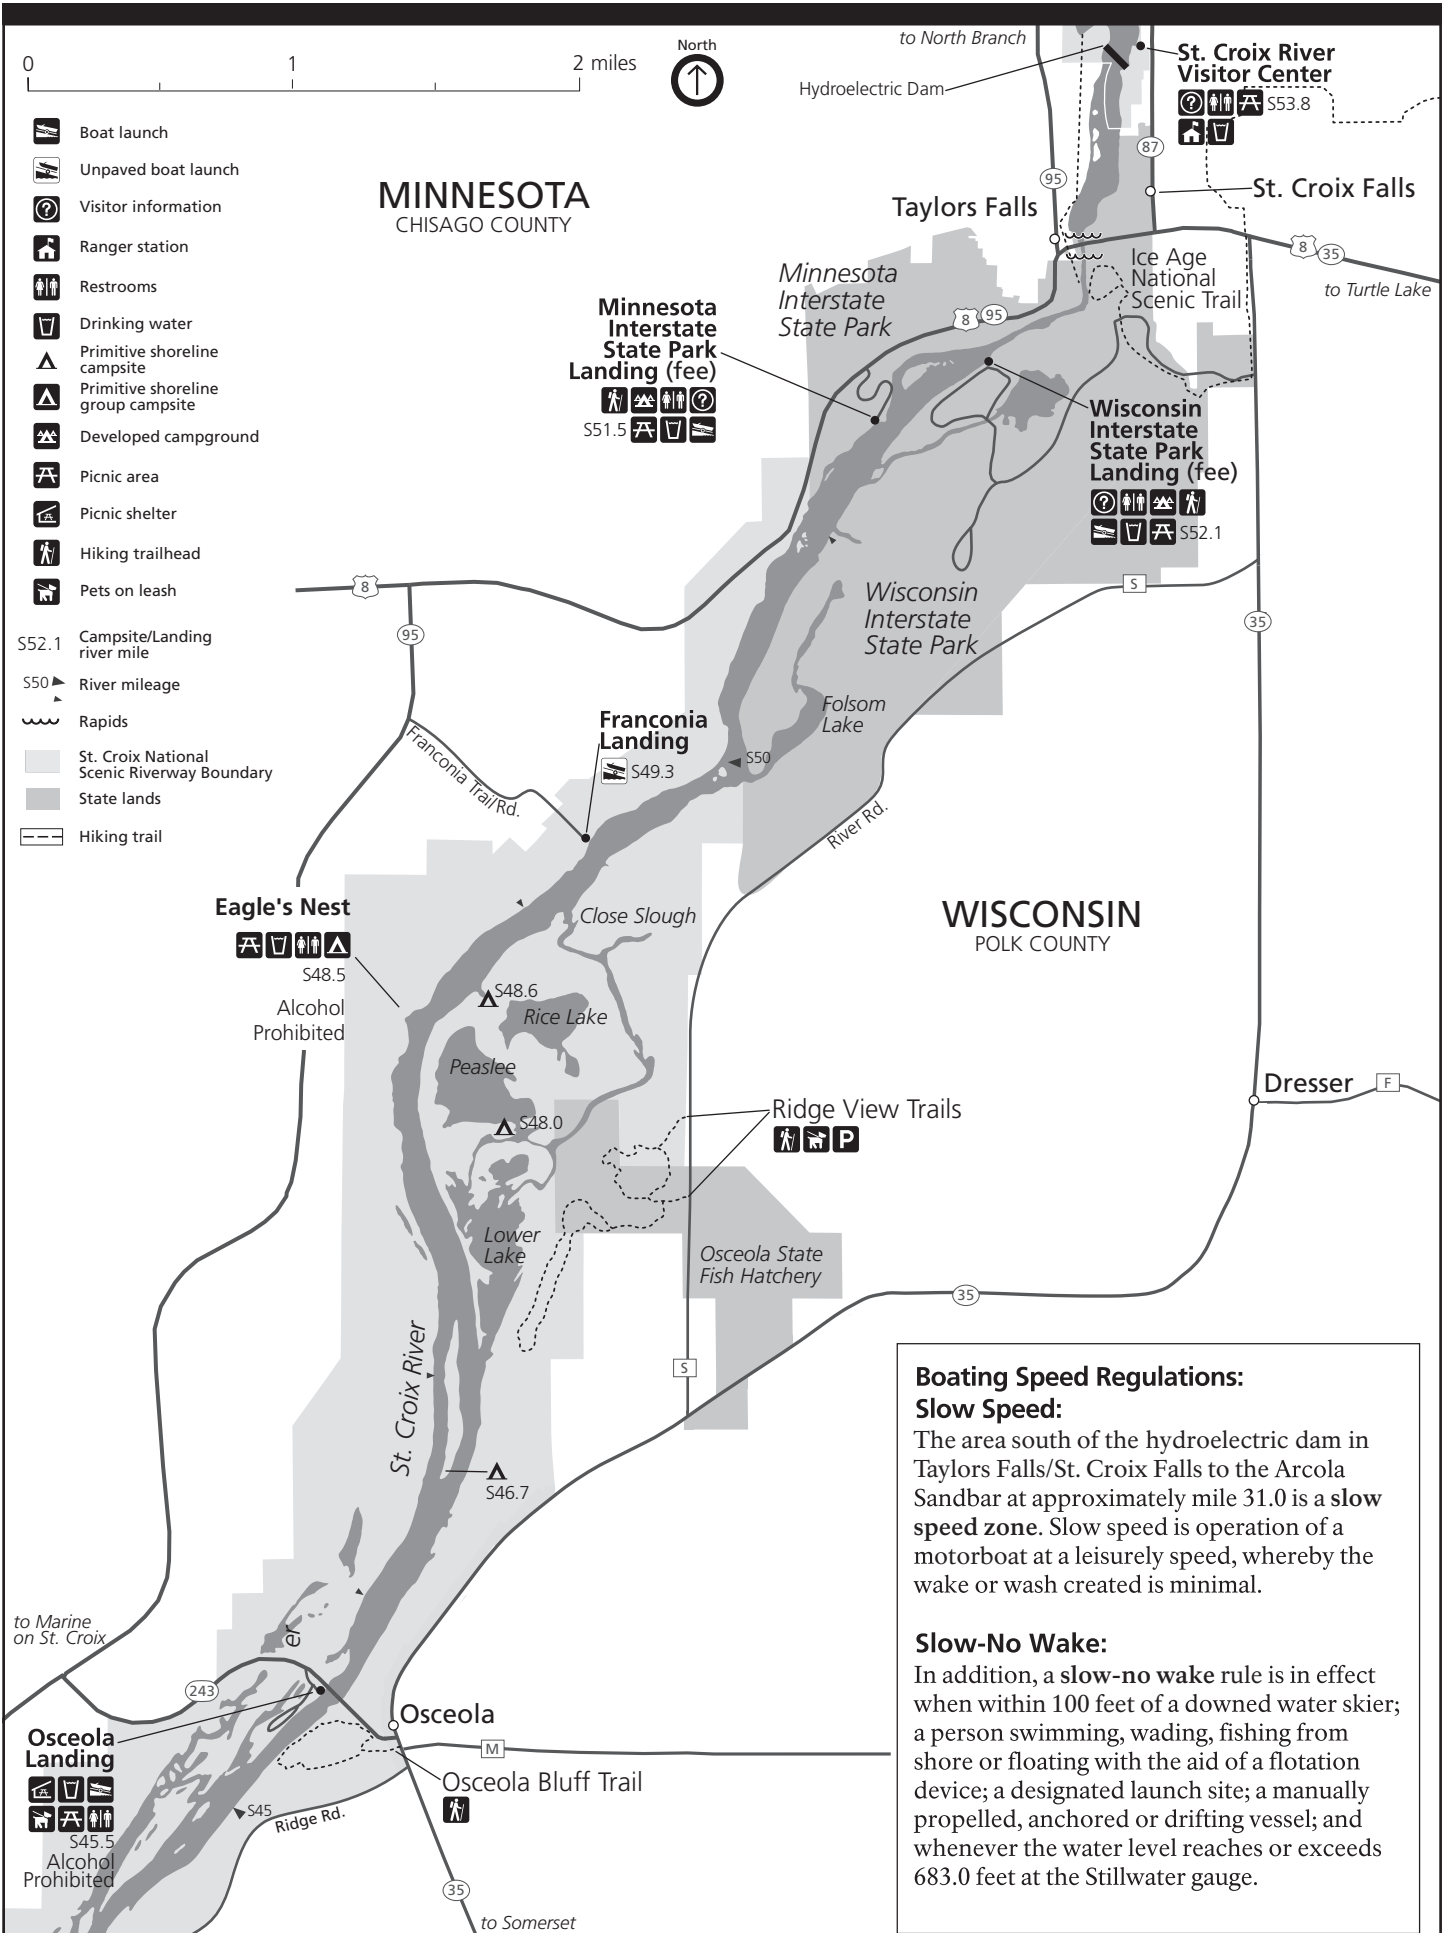 0
1
2 miles
North
Boat launch
Unpaved boat launch
Visitor information
Ranger station
Restrooms
Drinking water
Primitive shoreline
campsite
Primitive shoreline
group campsite
Developed campground
Picnic area
Picnic shelter
Hiking trailhead
Pets on leash
S52.1
Campsite/Landing
river mile
S50
River mileage
Rapids
St. Croix National
Scenic Riverway Boundary
State lands
Hiking trail
MINNESOTA
CHISAGO COUNTY
to North Branch
Hydroelectric Dam
St. Croix River
Visitor Center
S53.8
87
95
St. Croix Falls
Taylors Falls
8
35
to Turtle Lake
Ice Age
National
Scenic Trail
Minnesota
Interstate
State Park
8
95
Minnesota
Interstate
State Park
Landing (fee)
S51.5
Wisconsin
Interstate
State Park
Landing (fee)
S52.1
S
35
8
95
Wisconsin
Interstate
State Park
Folsom
Lake
Franconia
Landing
S49.3
S50
Franconia Trail/Rd.
River Rd.
WISCONSIN
POLK COUNTY
Eagle's Nest
S48.5
Alcohol
Prohibited
Close Slough
S48.6
Rice Lake
Peaslee
S48.0
Dresser
F
Ridge View Trails
P
Lower
Lake
Osceola State
Fish Hatchery
35
S
St. Croix River
S46.7
to Marine
on St. Croix
er
243
Osceola
Landing
S45.5
Alcohol
Prohibited
Osceola
M
Osceola Bluff Trail
S45
Ridge Rd.
35
to Somerset
Boating Speed Regulations:
Slow Speed:
The area south of the hydroelectric dam in
Taylors Falls/St. Croix Falls to the Arcola
Sandbar at approximately mile 31.0 is a slow
speed zone. Slow speed is operation of a
motorboat at a leisurely speed, whereby the
wake or wash created is minimal.
Slow-No Wake:
In addition, a slow-no wake rule is in effect
when within 100 feet of a downed water skier;
a person swimming, wading, fishing from
shore or floating with the aid of a flotation
device; a designated launch site; a manually
propelled, anchored or drifting vessel; and
whenever the water level reaches or exceeds
683.0 feet at the Stillwater gauge.